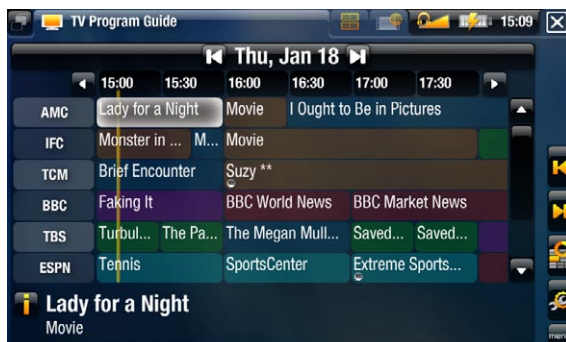 TV Program Guide 15:09
Thu, Jan 18
15:00 15:30 16:00 16:30 17:00 17:30
AMC Lady for a Night Movie I Ought to Be in Pictures
IFC Monster in ... M... Movie
TCM Brief Encounter Suzy **
BBC Faking It BBC World News BBC Market News
TBS Turbul... The Pa... The Megan Mull... Saved... Saved...
ESPN Tennis SportsCenter Extreme Sports...
Lady for a Night
Movie
menu